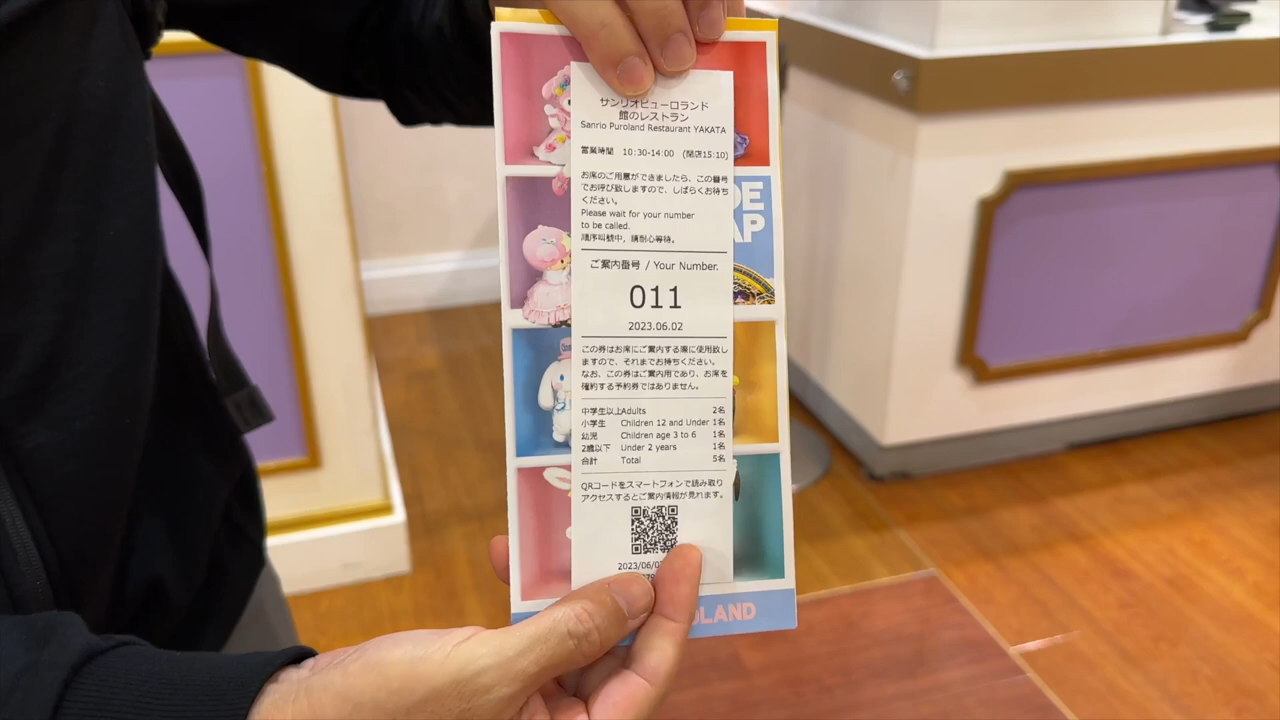 サンリオピューロランド
館のレストラン
Sanrio Puroland Restaurant YAKATA
営業時間 10:30-14:00 (閉店15:10)
お席のご用意ができましたら、この番号
でお呼び致しますので、しばらくお待ち
ください。
Please wait for your number
to be called.
順序叫號中，請耐心等待。
ご案内番号 / Your Number.
011
2023.06.02
この券はお席にご案内する際に使用致し
ますので、それまでお持ちください。
なお、この券はご案内用であり、お席を
確約する予約券ではありません。
中学生以上Adults 2名
小学生 Children 12 and Under 1名
幼児 Children age 3 to 6 1名
2歳以下 Under 2 years 1名
合計 Total 5名
QRコードをスマートフォンで読み取り
アクセスするとご案内情報が見れます。
2023/06/0